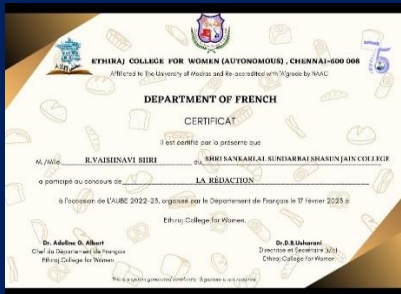 ETHIRAJ COLLEGE FOR WOMEN (AUTONOMOUS), CHENNAI-600 008
Affiliated to The University of Madras and Re-accredited with 'A' grade by NAAC
DEPARTMENT OF FRENCH
CERTIFICAT
Il est certifié par la présente que
M./Mlle R.VAISHNAVI SHRI du SHRI SANKARLAL SUNDARBAI SHASUN JAIN COLLEGE
a participé au concours de LA RÉDACTION
à l'occasion de L'AUBE 2022-23, organisé par le Département de Français le 17 février 2023 à
Ethiraj College for Women.
Dr. Adeline G. Albert
Chef du Département de Français
Ethiraj College for Women
Dr.D.B.Usharani
Directrice et Secrétaire
Ethiraj College for Women